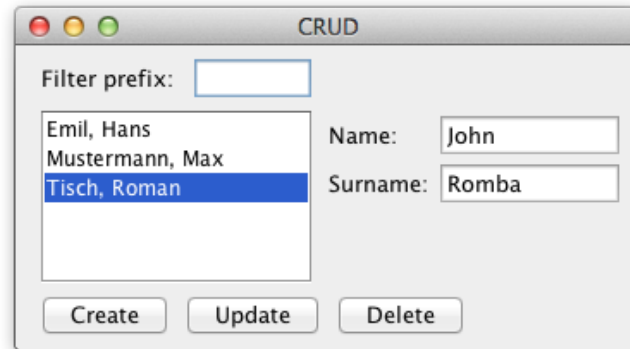 CRUD
Filter prefix:
Emil, Hans
Mustermann, Max
Tisch, Roman
Name: John
Surname: Romba
Create Update Delete